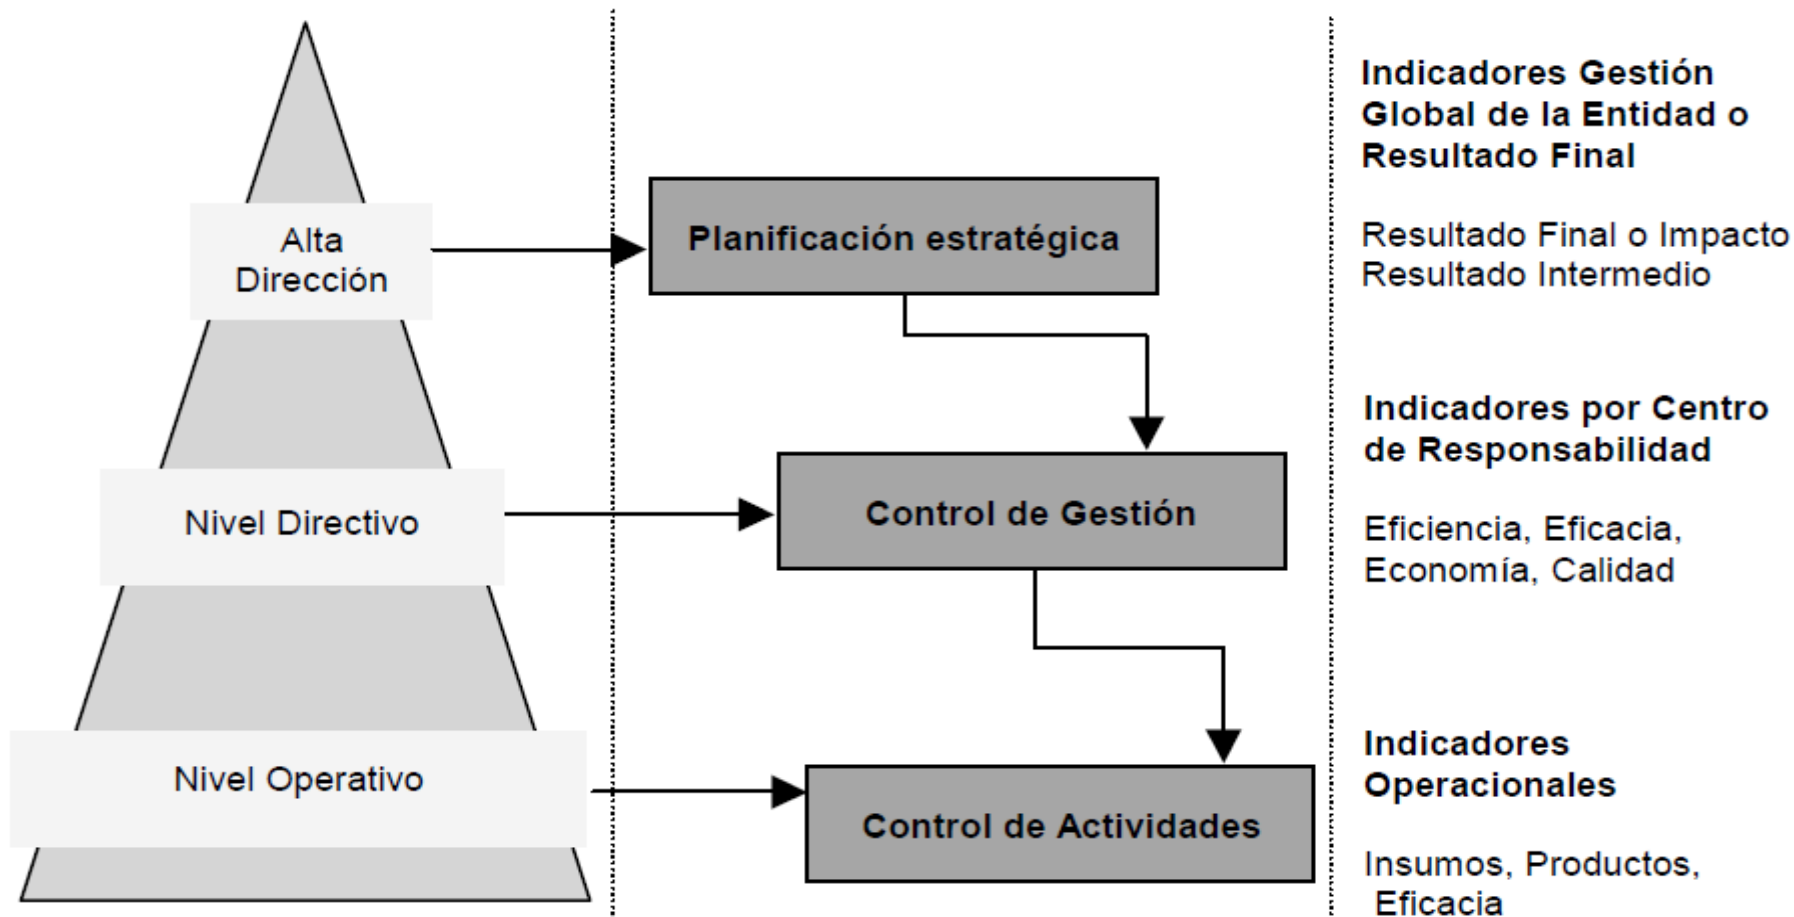 Alta
Dirección
Planificación estratégica
Indicadores Gestión
Global de la Entidad o
Resultado Final
Resultado Final o Impacto
Resultado Intermedio
Nivel Directivo
Control de Gestión
Indicadores por Centro
de Responsabilidad
Eficiencia, Eficacia,
Economía, Calidad
Nivel Operativo
Control de Actividades
Indicadores
Operacionales
Insumos, Productos,
Eficacia